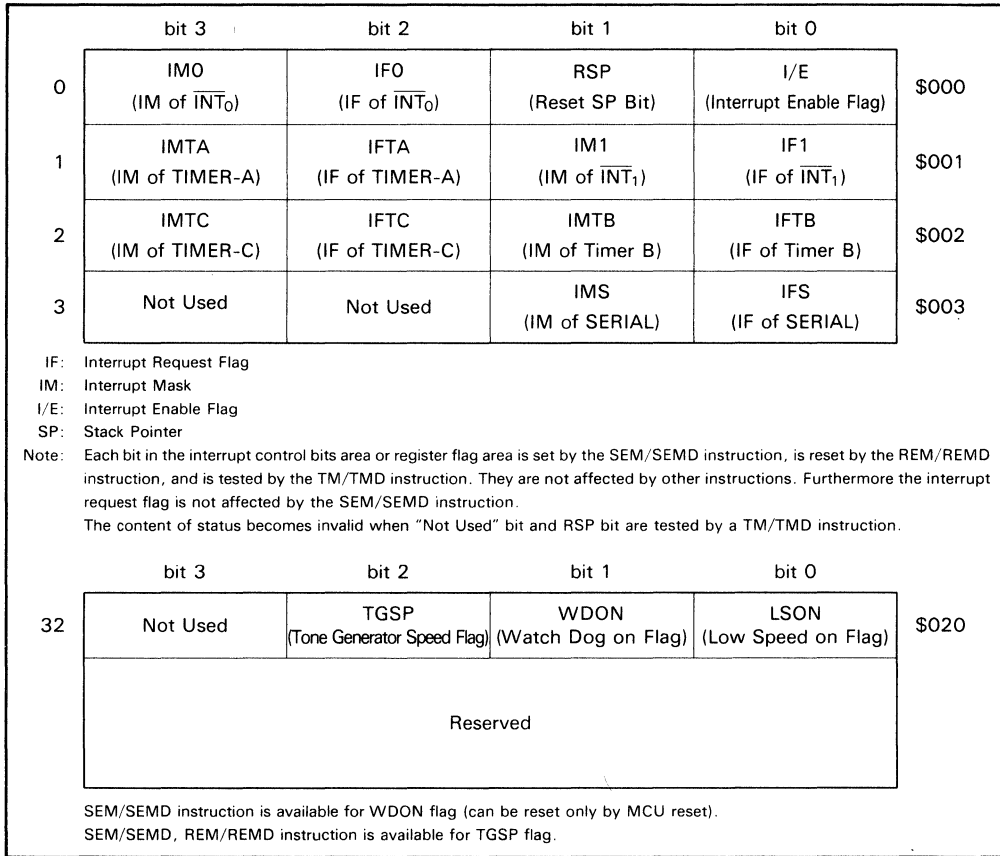 bit 3 bit 2 bit 1 bit 0
0 IM0 IF0 RSP I/E $000
(IM of INT0) (IF of INT0) (Reset SP Bit) (Interrupt Enable Flag)
1 IMTA IFTA IM1 IF1 $001
(IM of TIMER-A) (IF of TIMER-A) (IM of INT1) (IF of INT1)
2 IMTC IFTC IMTB IFTB $002
(IM of TIMER-C) (IF of TIMER-C) (IM of Timer B) (IF of Timer B)
3 Not Used Not Used IMS IFS $003
(IM of SERIAL) (IF of SERIAL)
IF: Interrupt Request Flag
IM: Interrupt Mask
I/E: Interrupt Enable Flag
SP: Stack Pointer
Note: Each bit in the interrupt control bits area or register flag area is set by the SEM/SEMD instruction, is reset by the REM/REMD
instruction, and is tested by the TM/TMD instruction. They are not affected by other instructions. Furthermore the interrupt
request flag is not affected by the SEM/SEMD instruction.
The content of status becomes invalid when "Not Used" bit and RSP bit are tested by a TM/TMD instruction.
bit 3 bit 2 bit 1 bit 0
32 Not Used TGSP WDON LSON $020
(Tone Generator Speed Flag) (Watch Dog on Flag) (Low Speed on Flag)
Reserved
SEM/SEMD instruction is available for WDON flag (can be reset only by MCU reset).
SEM/SEMD, REM/REMD instruction is available for TGSP flag.